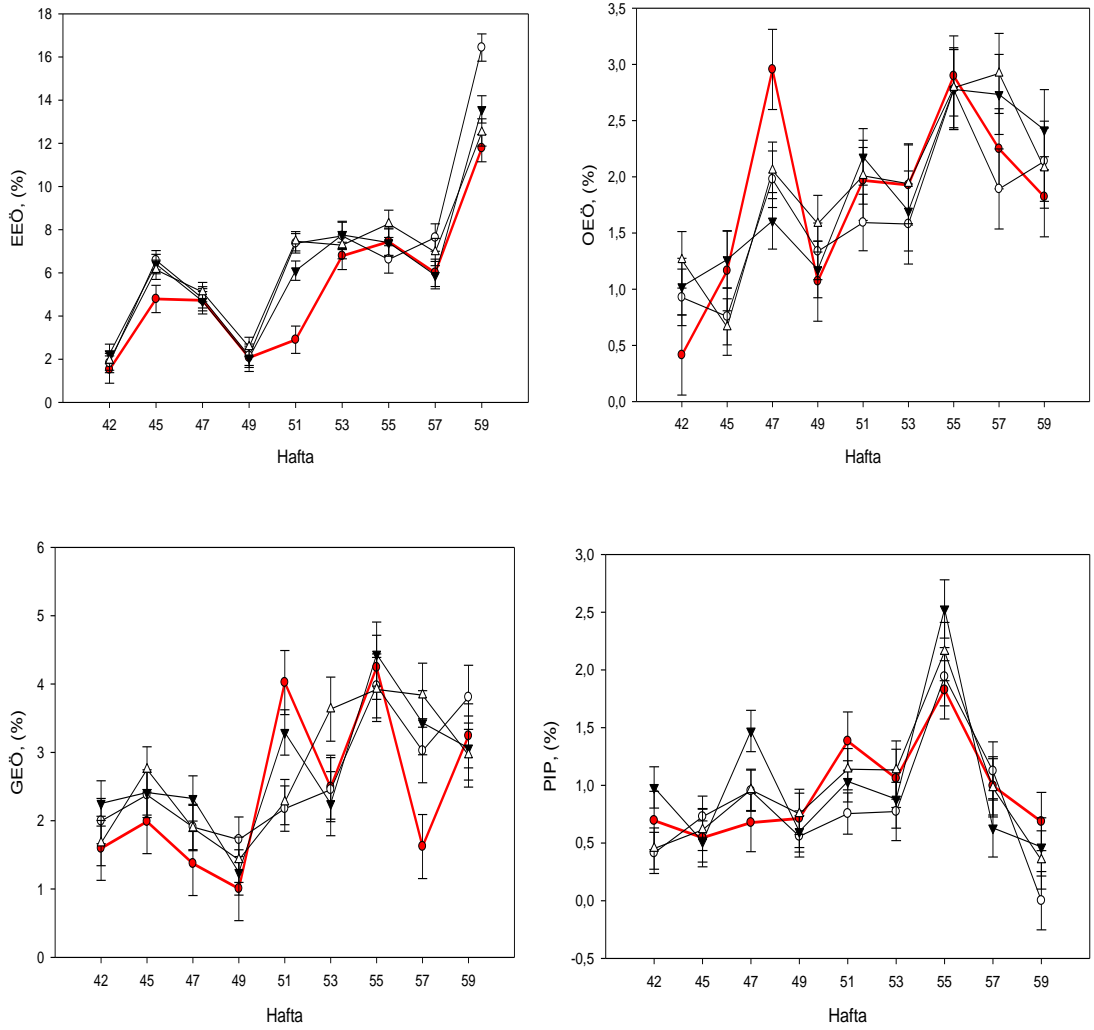 EEÖ, (%)
18
16
14
12
10
8
6
4
2
0
42 45 47 49 51 53 55 57 59
Hafta
OEÖ, (%)
3,5
3,0
2,5
2,0
1,5
1,0
0,5
0,0
42 45 47 49 51 53 55 57 59
Hafta
GEÖ, (%)
6
5
4
3
2
1
0
42 45 47 49 51 53 55 57 59
Hafta
PIP, (%)
3,0
2,5
2,0
1,5
1,0
0,5
0,0
-0,5
42 45 47 49 51 53 55 57 59
Hafta